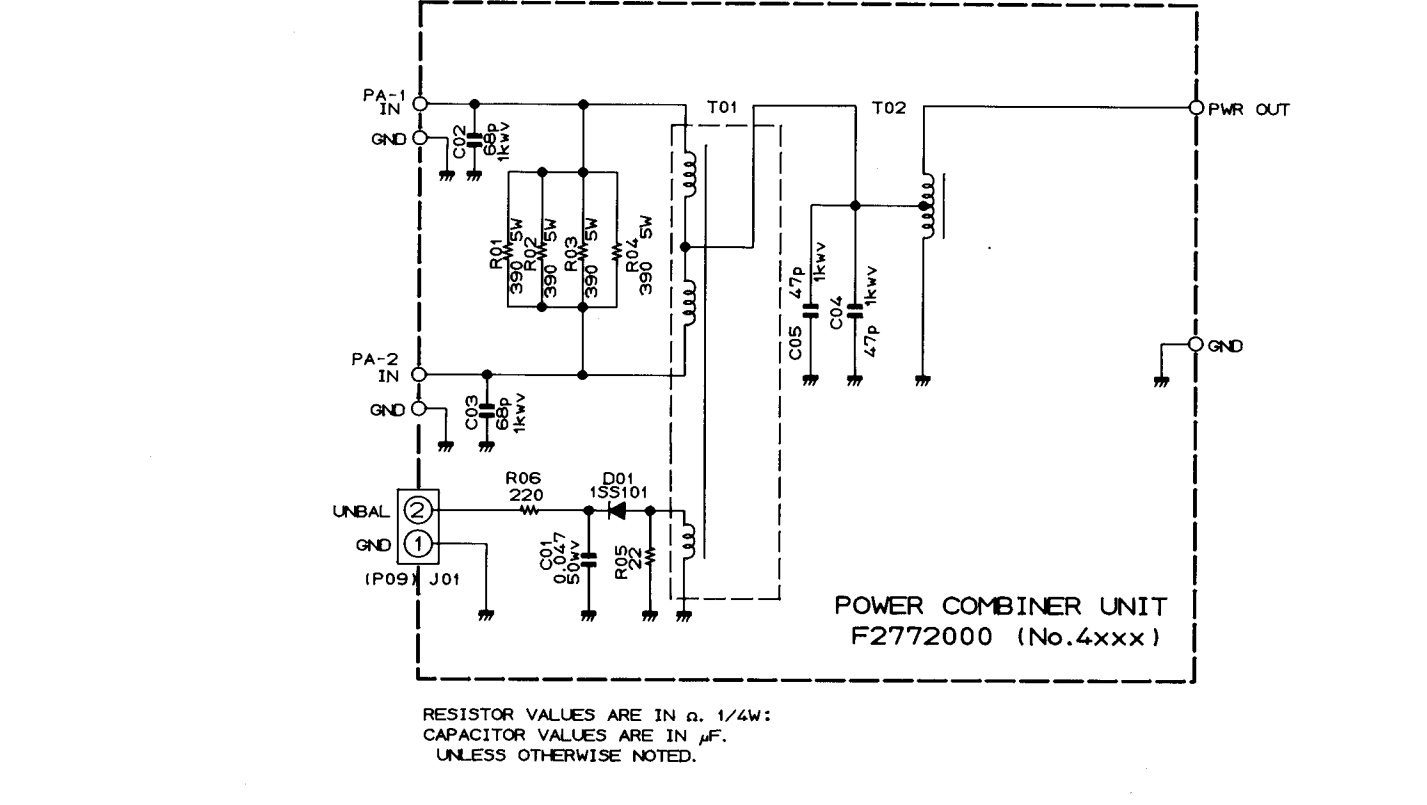 PA-1
IN
GND
C02
68p
1kwv
T01
T02
PWR OUT
R01
390
5W
R02
390
5W
R03
390
5W
R04
390
5W
47p
1kwv
C05
C04
1kwv
47p
GND
PA-2
IN
GND
C03
68p
1kwv
R06
220
D01
1SS101
UNBAL
2
GND
1
(P09) J01
C01
0.047
50wv
R05
22
POWER COMBINER UNIT
F2772000 (No.4xxx)
RESISTOR VALUES ARE IN Ω. 1/4W:
CAPACITOR VALUES ARE IN μF.
UNLESS OTHERWISE NOTED.